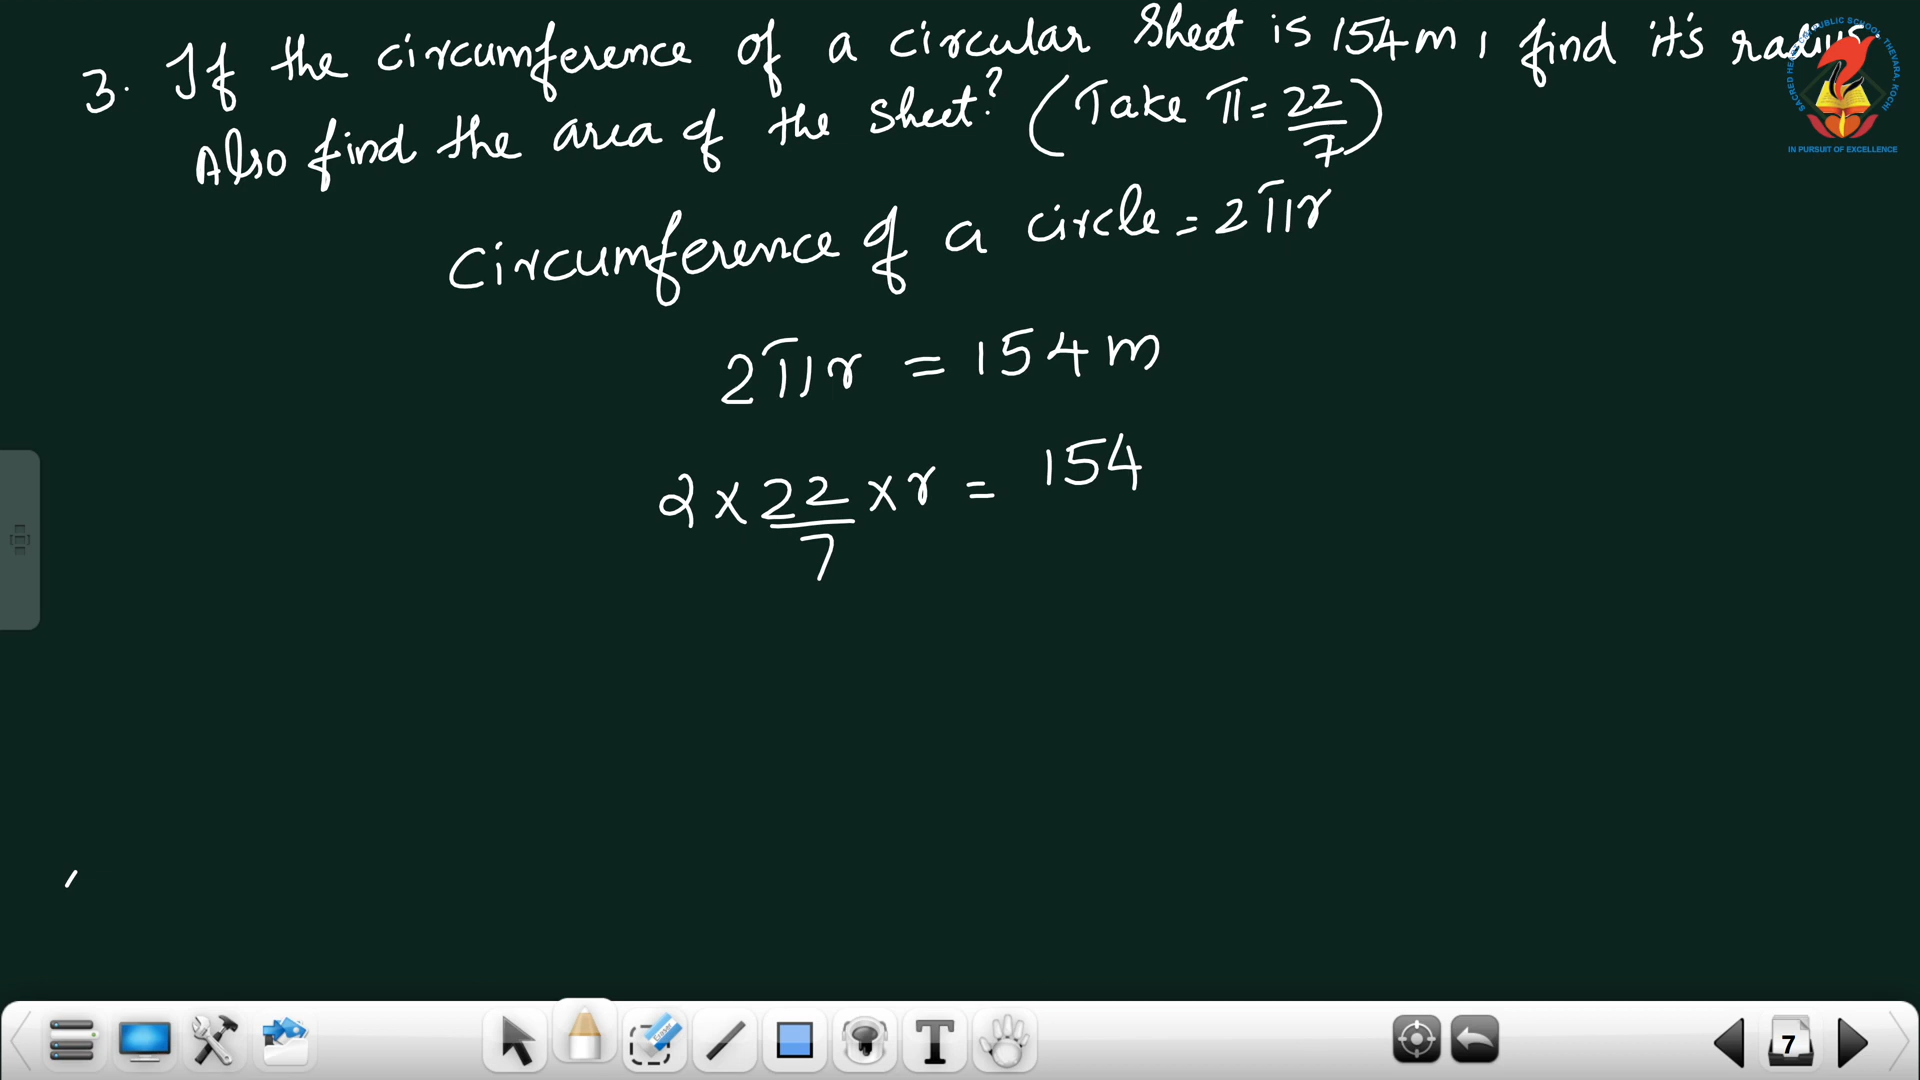 3. If the circumference of a circular sheet is 154m, find it's radius.
Also find the area of the sheet? (Take π = 22/7)
Circumference of a circle = 2πr
2πr = 154 m
2 × 22/7 × r = 154
IN PURSUIT OF EXCELLENCE
T
7